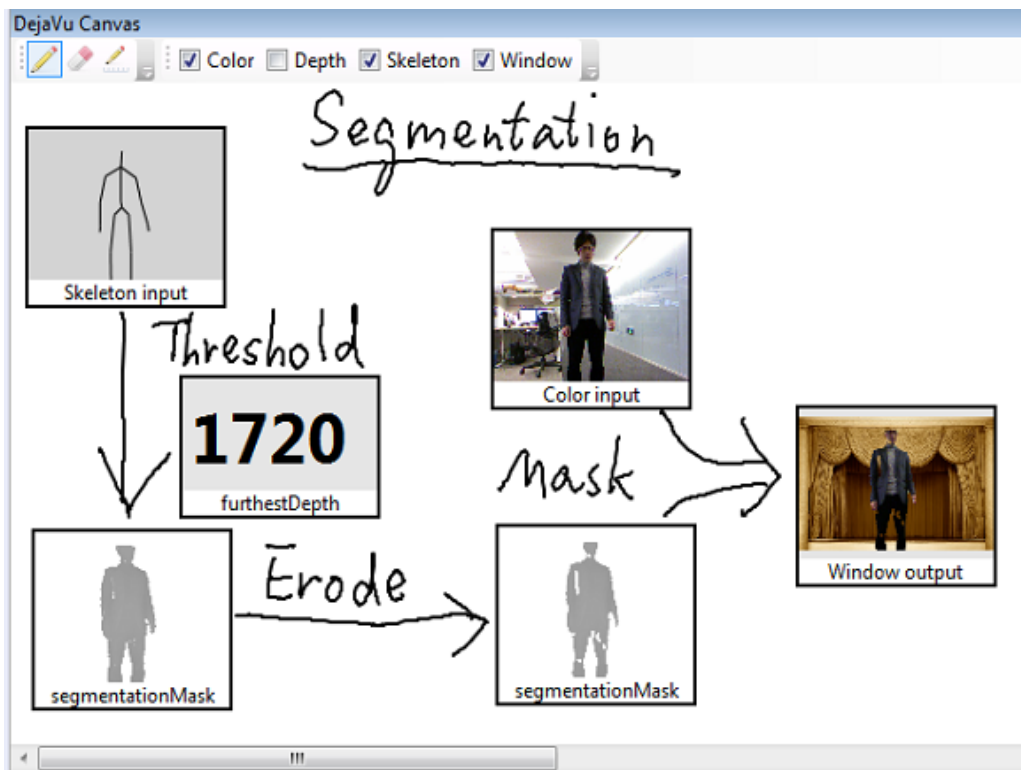 DejaVu Canvas
Color Depth Skeleton Window
Segmentation
Skeleton input
Threshold
1720
furthestDepth
Color input
Mask
Window output
Erode
segmentationMask
segmentationMask